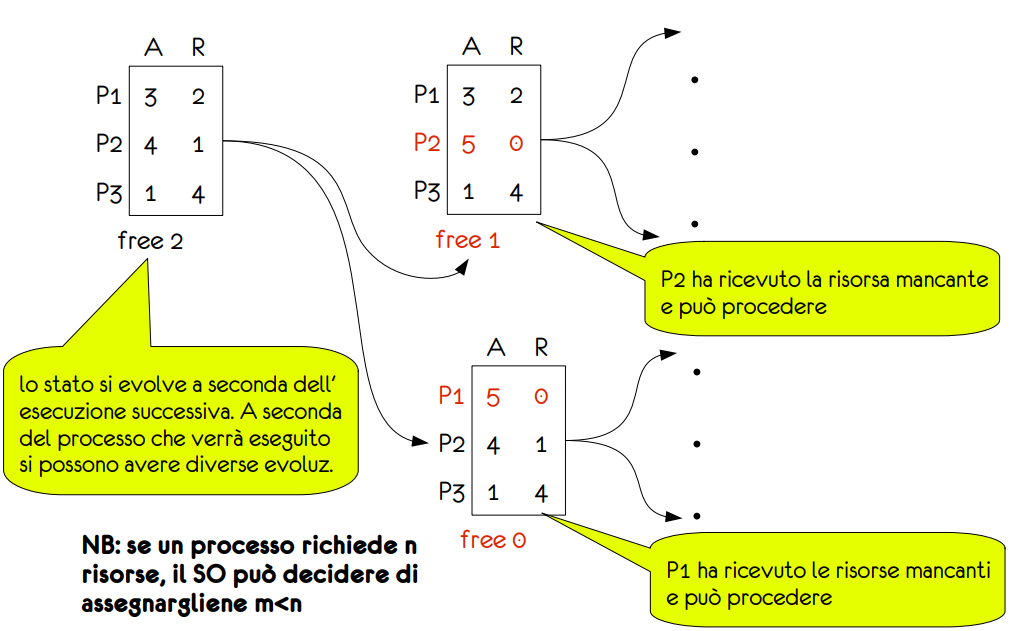 A R
P1 3 2
P2 4 1
P3 1 4
free 2
A R
P1 3 2
P2 5 0
P3 1 4
free 1
P2 ha ricevuto la risorsa mancante
e può procedere
lo stato si evolve a seconda dell'
esecuzione successiva. A seconda
del processo che verrà eseguito
si possono avere diverse evoluz.
A R
P1 5 0
P2 4 1
P3 1 4
free 0
P1 ha ricevuto le risorse mancanti
e può procedere
NB: se un processo richiede n
risorse, il SO può decidere di
assegnargliene m<n